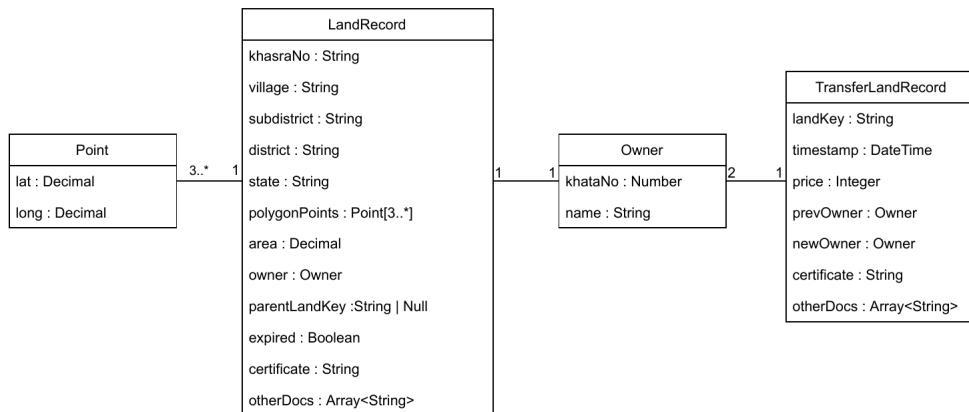 LandRecord
khasraNo : String
village : String
subdistrict : String
district : String
state : String
polygonPoints : Point[3..*]
area : Decimal
owner : Owner
parentLandKey :String | Null
expired : Boolean
certificate : String
otherDocs : Array<String>
Point
lat : Decimal
long : Decimal
3..*
1
1
1
Owner
khataNo : Number
name : String
2
1
TransferLandRecord
landKey : String
timestamp : DateTime
price : Integer
prevOwner : Owner
newOwner : Owner
certificate : String
otherDocs : Array<String>